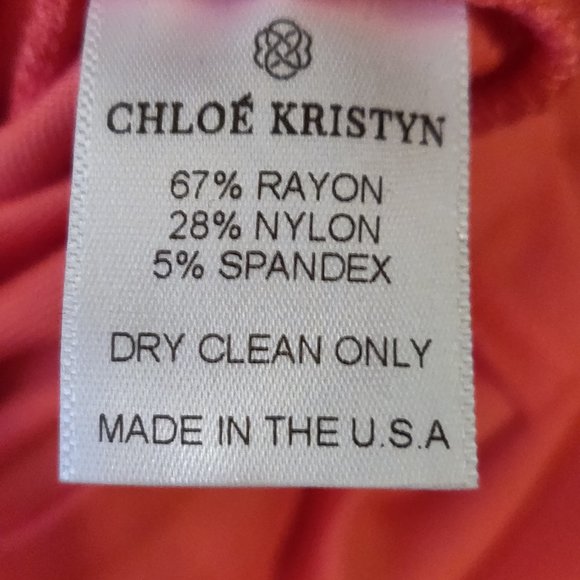 CHLOÉ KRISTYN
67% RAYON
28% NYLON
5% SPANDEX
DRY CLEAN ONLY
MADE IN THE U.S.A